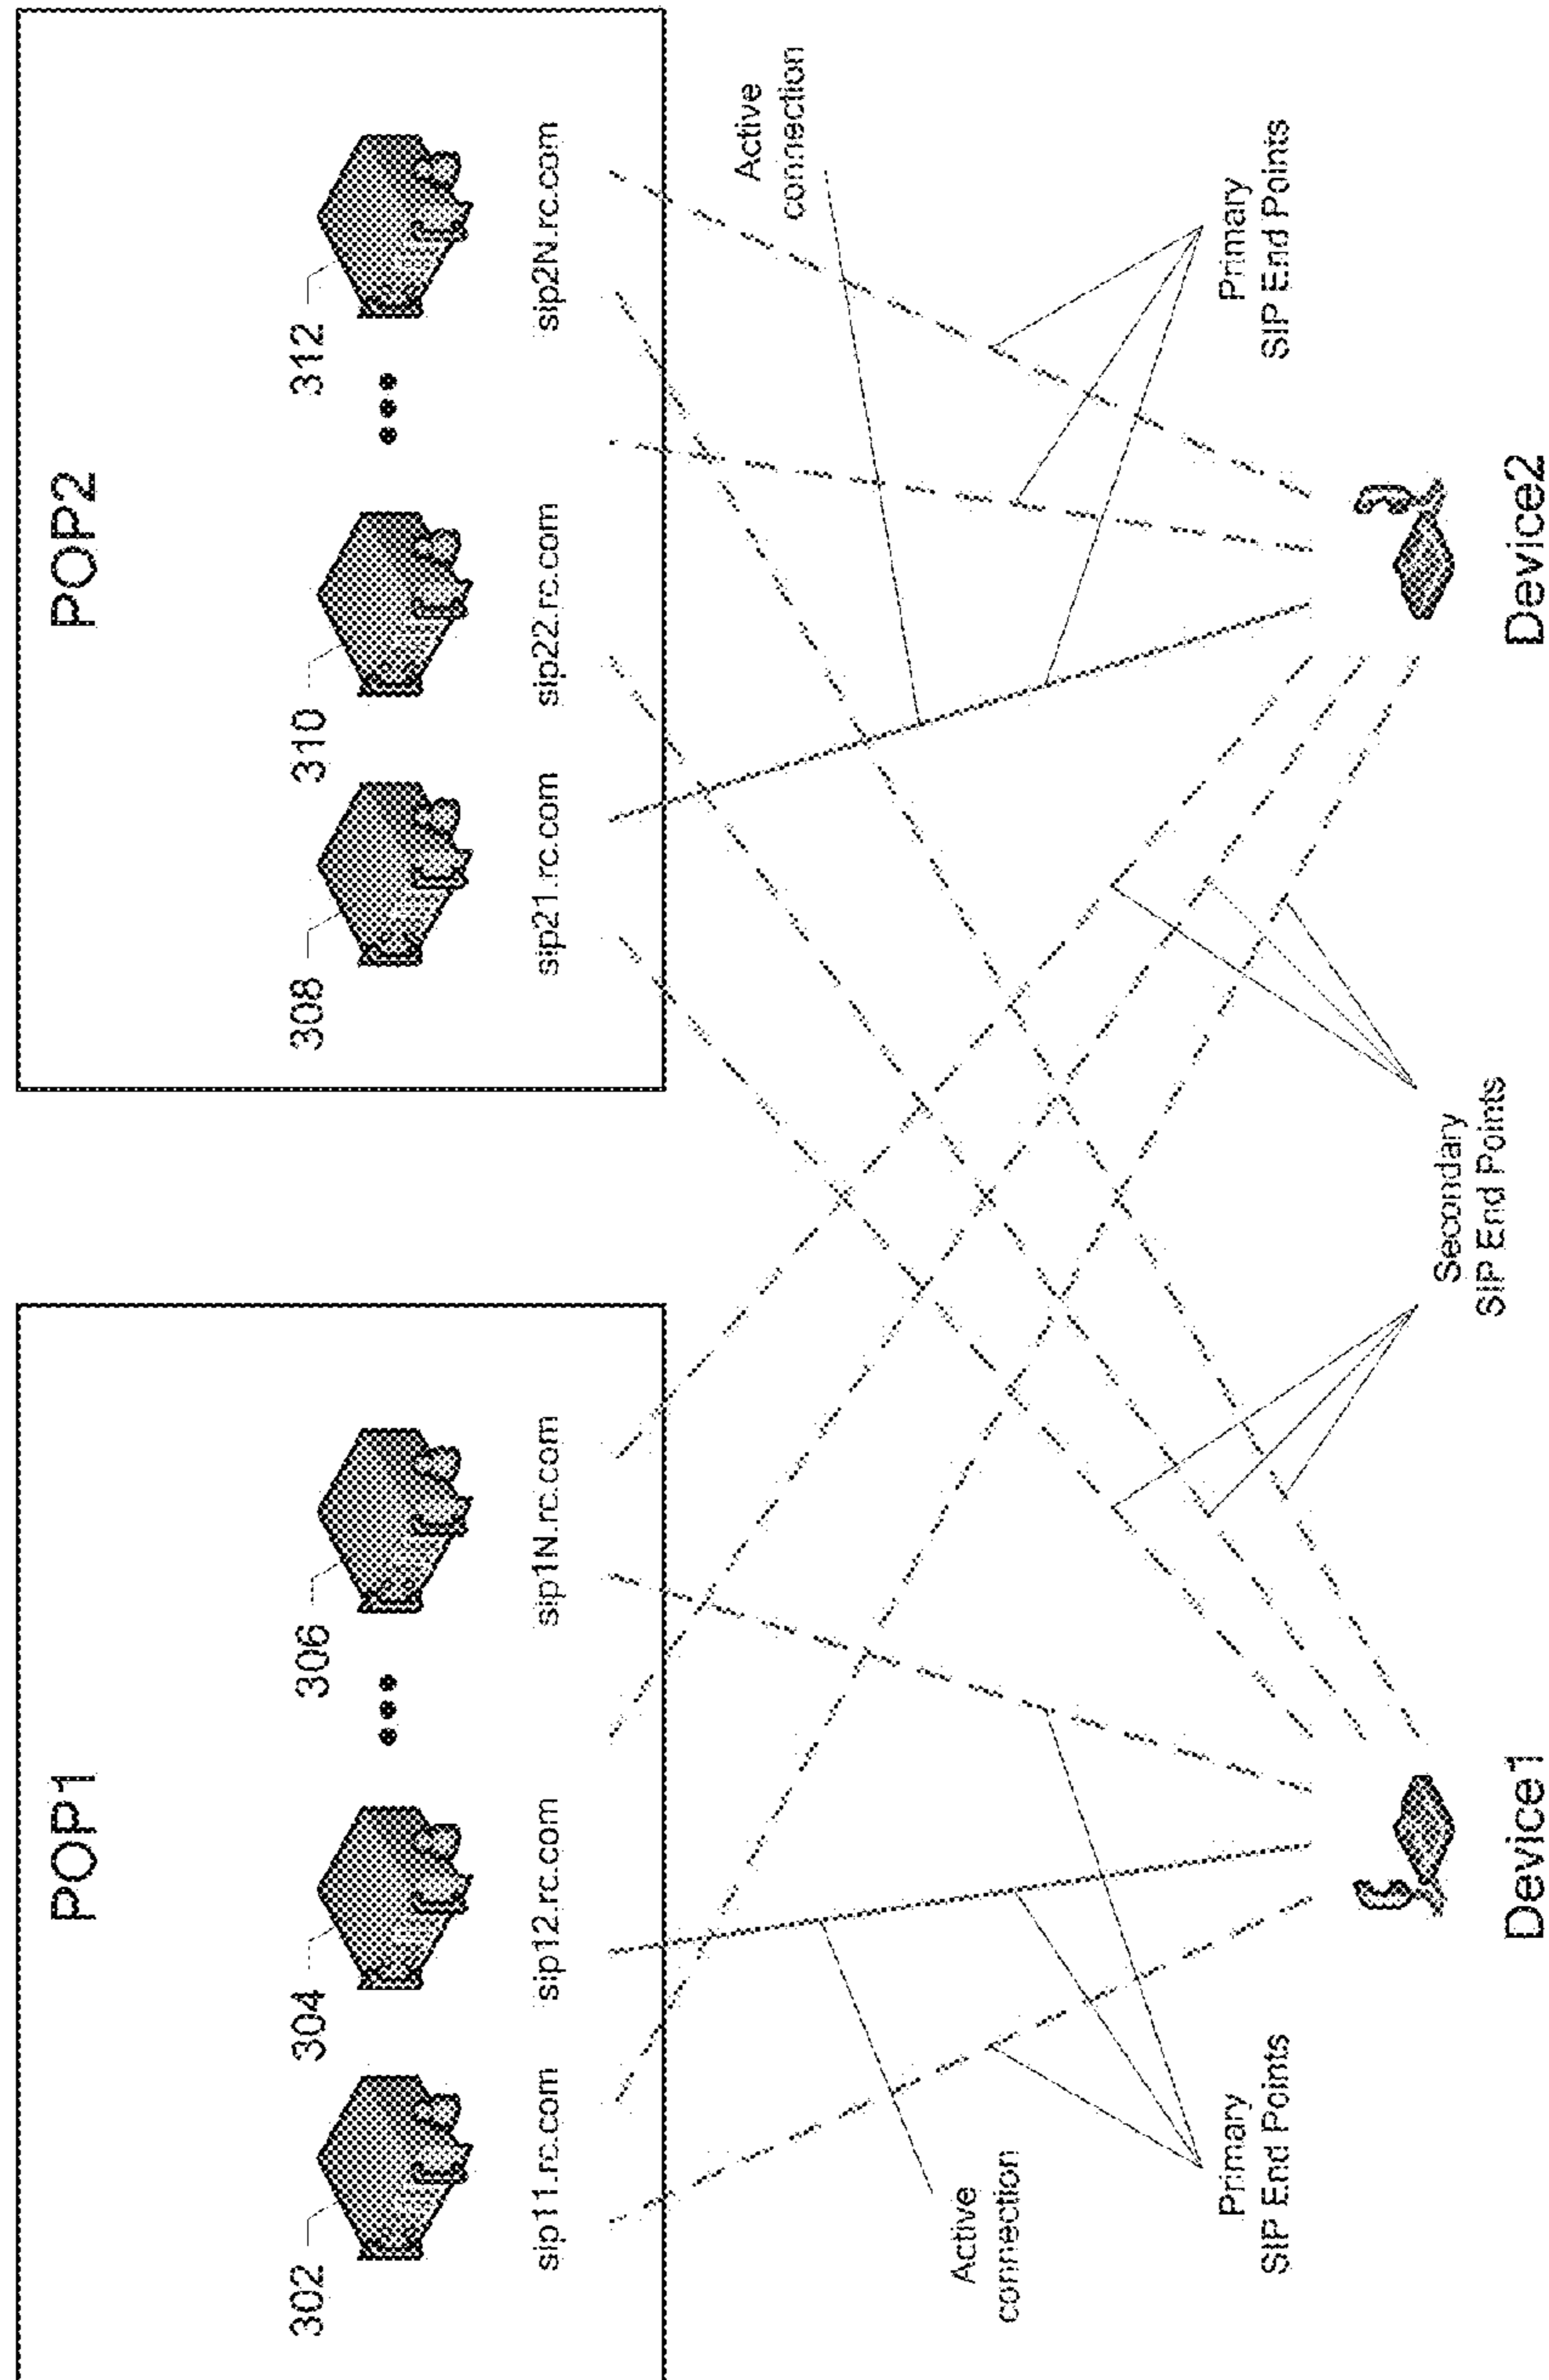 POP1
POP2
302
304
306
308
310
312
sip11.rc.com
sip12.rc.com
sip1N.rc.com
sip21.rc.com
sip22.rc.com
sip2N.rc.com
Active
connection
Active
connection
Primary
SIP End Points
Primary
SIP End Points
Secondary
SIP End Points
Device1
Device2